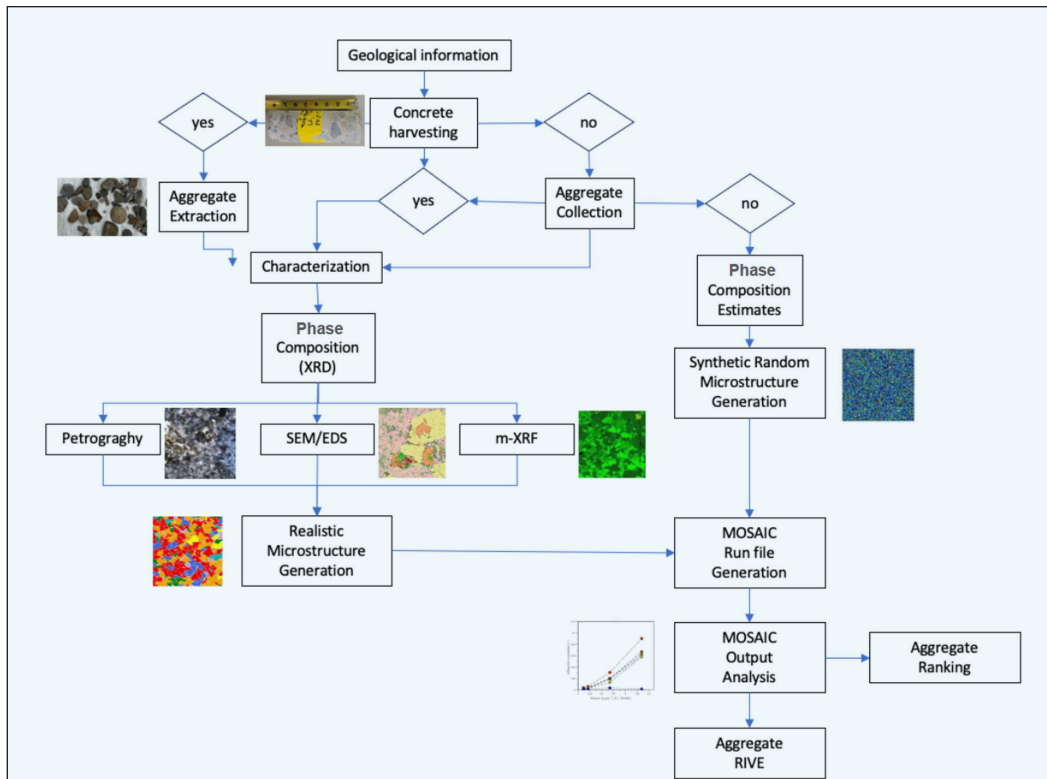 Geological information
yes
Concrete
harvesting
no
Aggregate
Extraction
yes
Aggregate
Collection
no
Characterization
Phase
Composition
Estimates
Phase
Composition
(XRD)
Synthetic Random
Microstructure
Generation
Petrograghy
SEM/EDS
m-XRF
Realistic
Microstructure
Generation
MOSAIC
Run file
Generation
MOSAIC
Output
Analysis
Aggregate
Ranking
Aggregate
RIVE